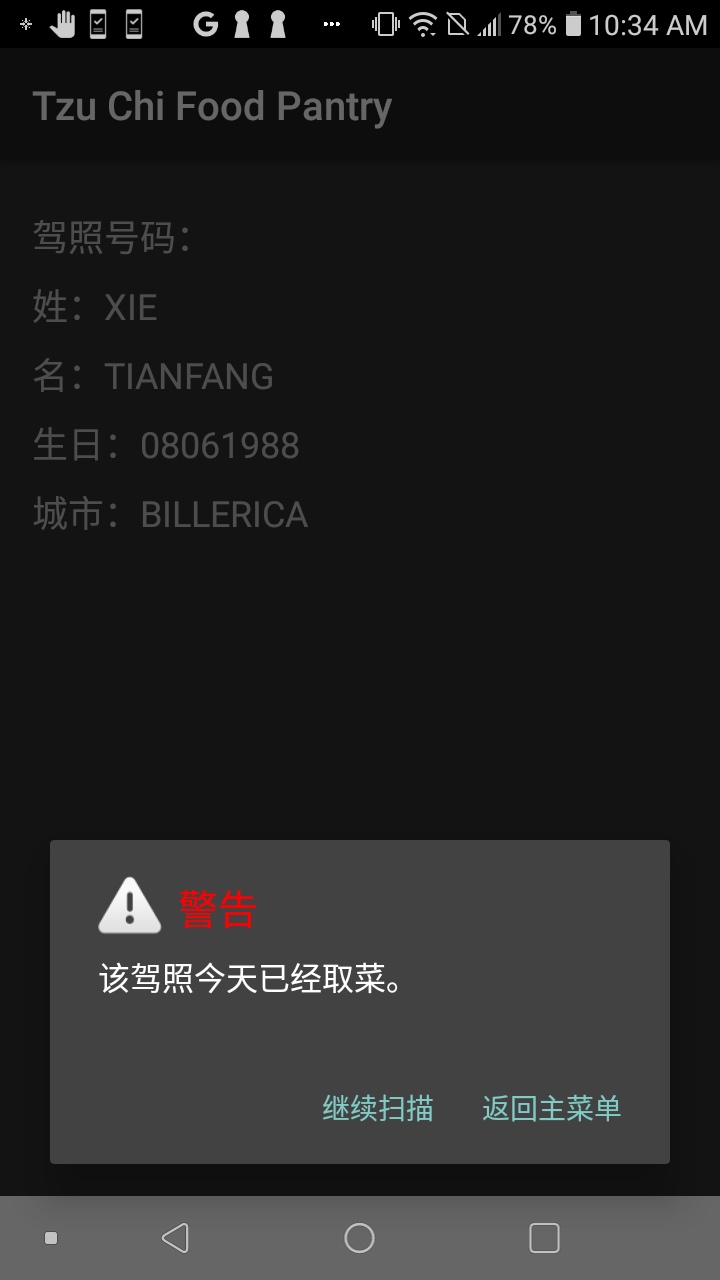 78% 10:34 AM
Tzu Chi Food Pantry
驾照号码：
姓：XIE
名：TIANFANG
生日：08061988
城市：BILLERICA
警告
该驾照今天已经取菜。
继续扫描 返回主菜单